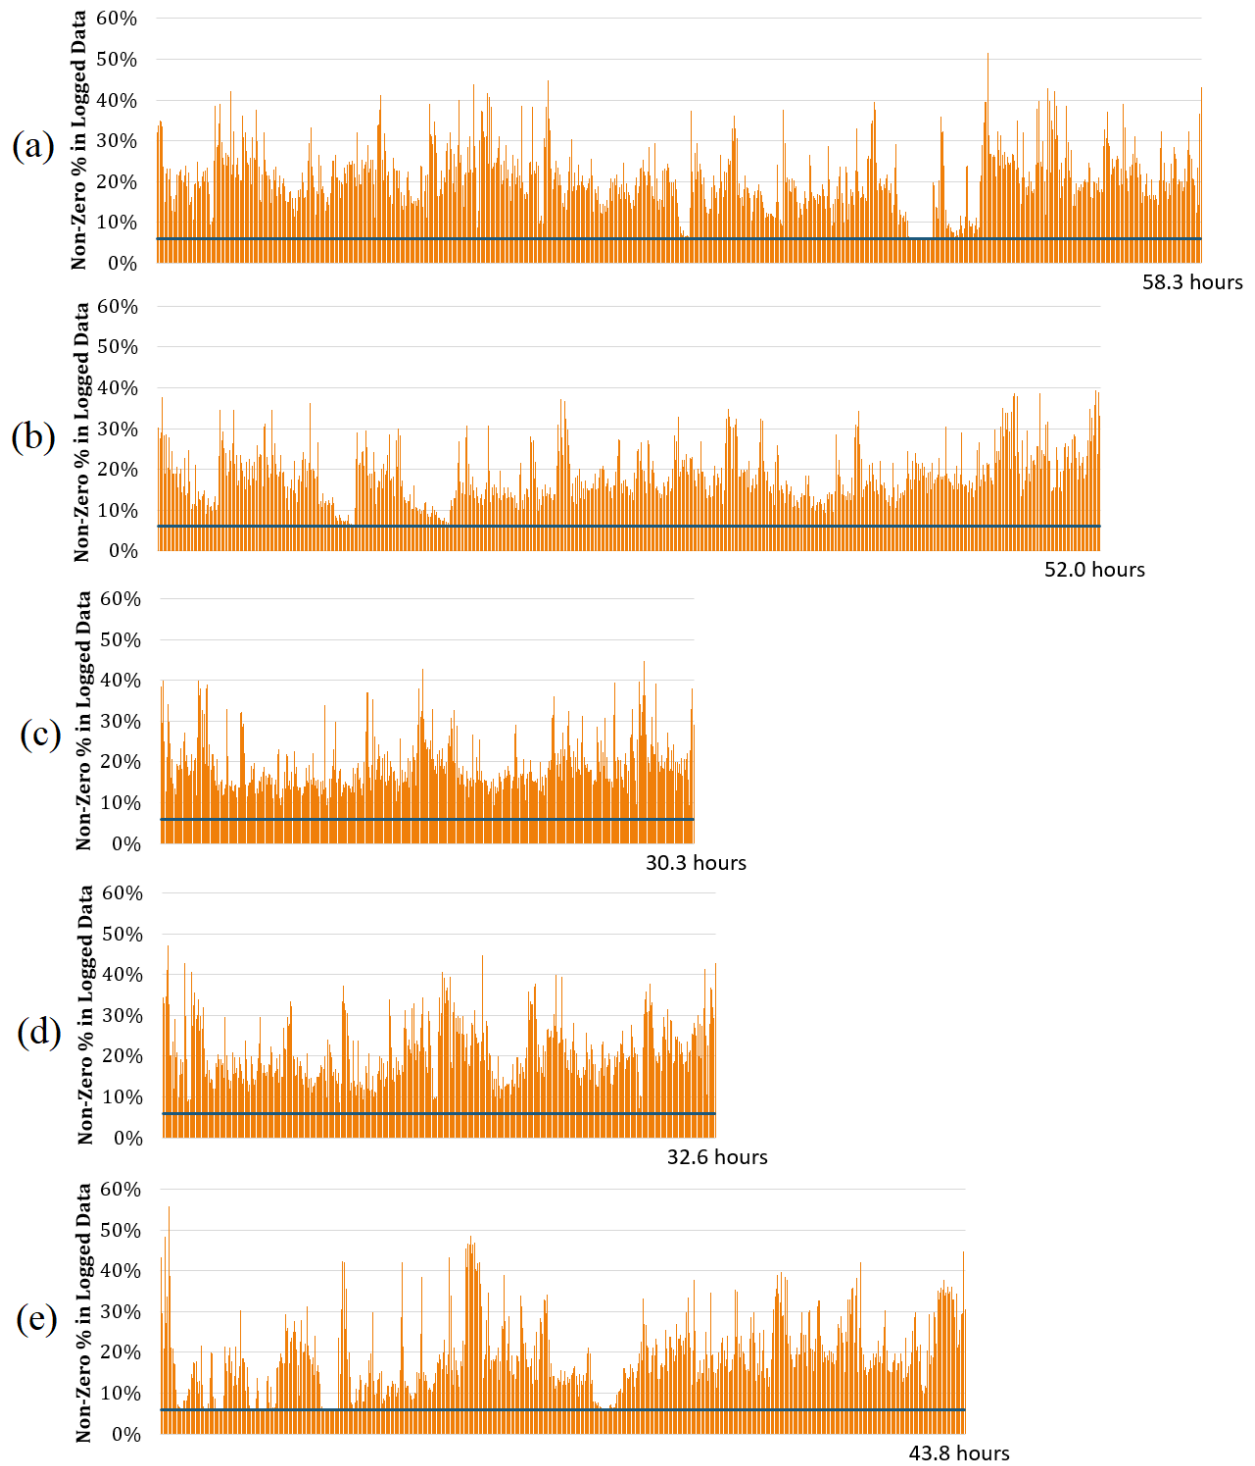 (a)
Non-Zero % in Logged Data
60%
50%
40%
30%
20%
10%
0%
58.3 hours
(b)
Non-Zero % in Logged Data
60%
50%
40%
30%
20%
10%
0%
52.0 hours
(c)
Non-Zero % in Logged Data
60%
50%
40%
30%
20%
10%
0%
30.3 hours
(d)
Non-Zero % in Logged Data
60%
50%
40%
30%
20%
10%
0%
32.6 hours
(e)
Non-Zero % in Logged Data
60%
50%
40%
30%
20%
10%
0%
43.8 hours